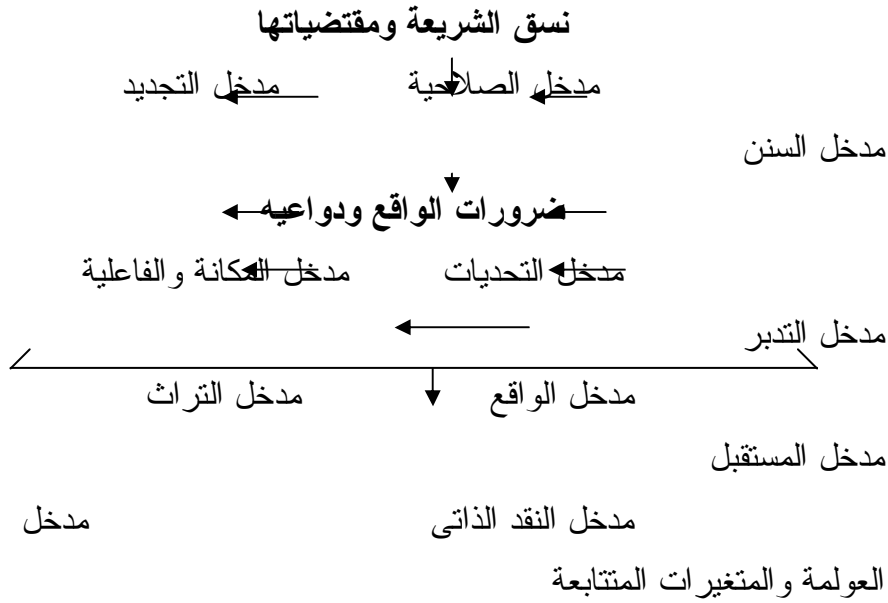 نسق الشريعة ومقتضياتها
مدخل الصلاحية مدخل التجديد
مدخل السنن
ضرورات الواقع ودواعيه
مدخل التحديات مدخل المكانة والفاعلية
مدخل التدبر
مدخل الواقع مدخل التراث
مدخل المستقبل
مدخل النقد الذاتى مدخل
العولمة والمتغيرات المتتابعة